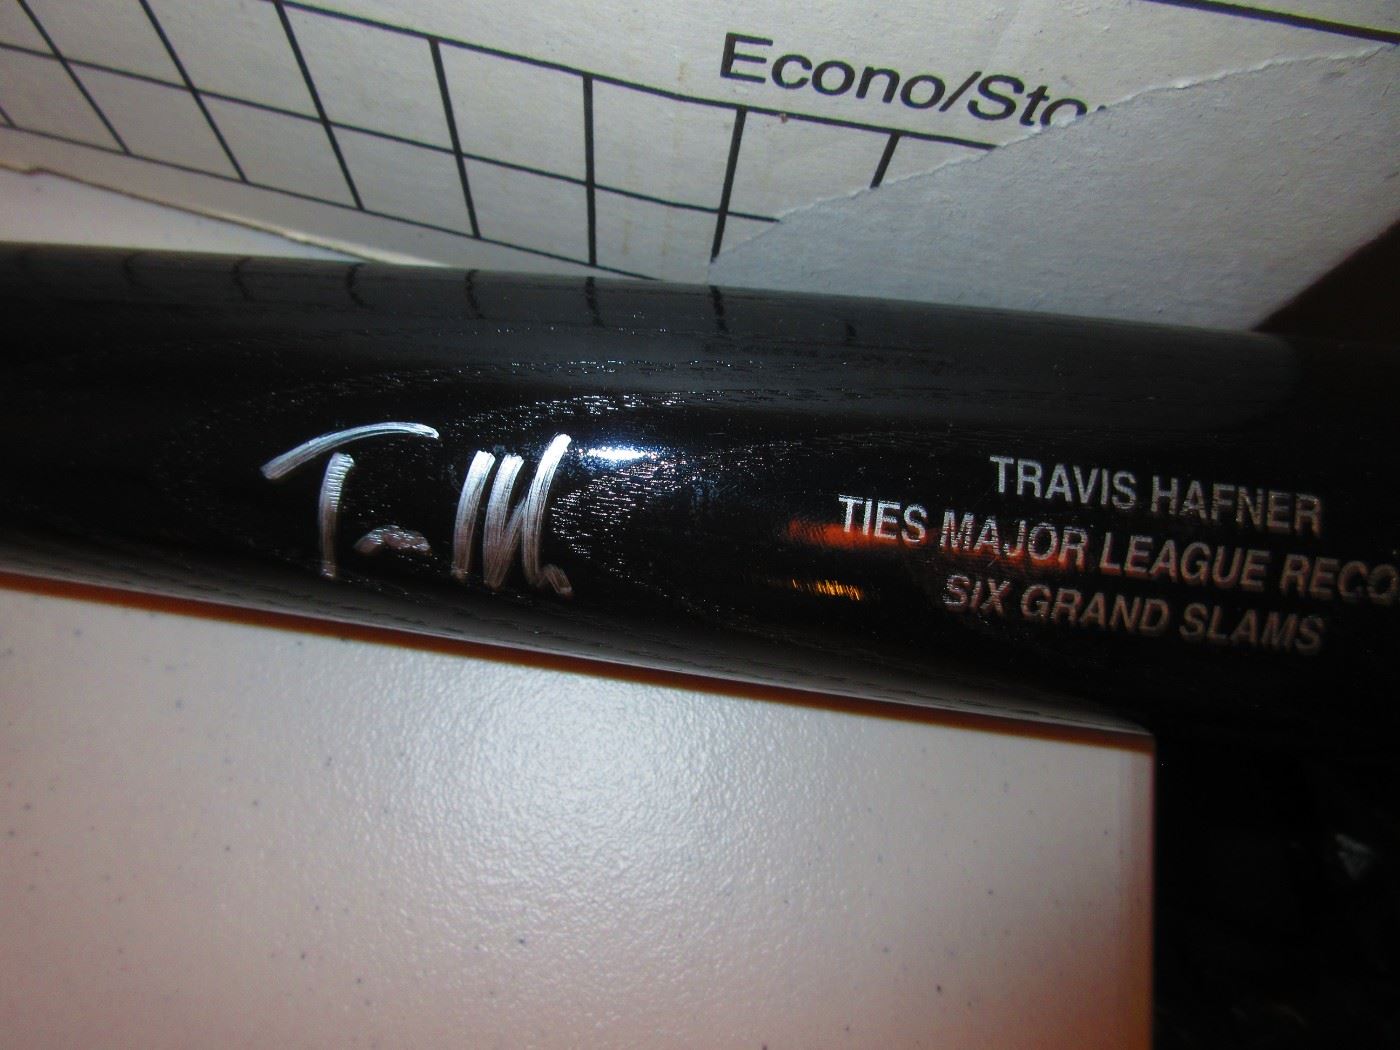 Econo/Sto
TRAVIS HAFNER
TIES MAJOR LEAGUE RECO
SIX GRAND SLAMS